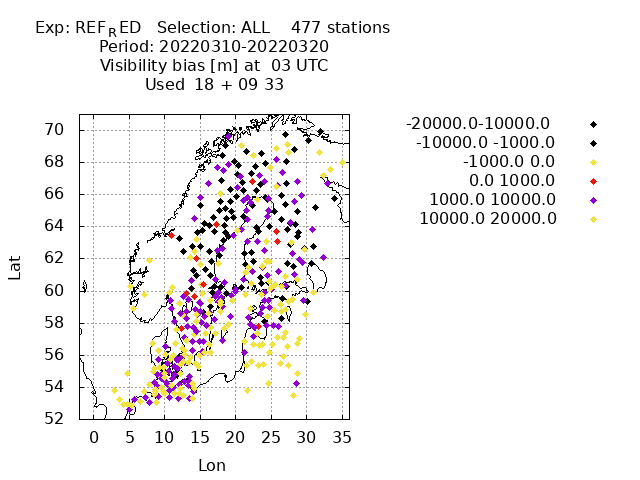 Exp: REF_RED   Selection: ALL    477 stations
Period: 20220310-20220320
Visibility bias [m] at  03 UTC
Used  18 + 09 33
-20000.0-10000.0
-10000.0 -1000.0
-1000.0 0.0
0.0 1000.0
1000.0 10000.0
10000.0 20000.0
Lat
70
68
66
64
62
60
58
56
54
52
0 5 10 15 20 25 30 35
Lon